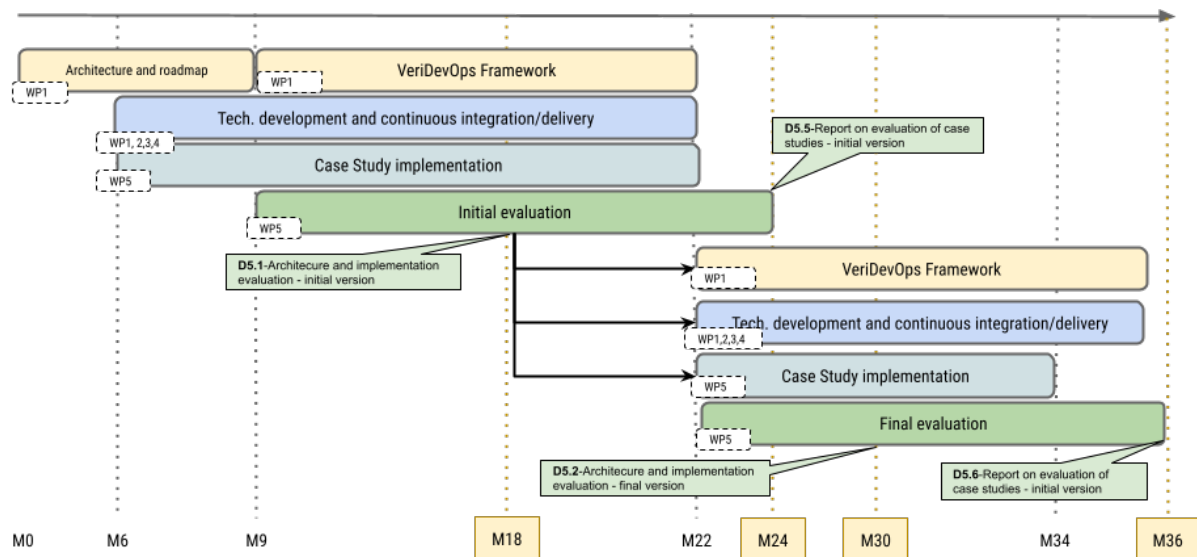 Architecture and roadmap
WP1
VeriDevOps Framework
WP1
Tech. development and continuous integration/delivery
WP1, 2,3,4
Case Study implementation
WP5
D5.5-Report on evaluation of case
studies - initial version
Initial evaluation
WP5
D5.1-Architecure and implementation
evaluation - initial version
VeriDevOps Framework
WP1
Tech. development and continuous integration/delivery
WP1,2,3,4
Case Study implementation
WP5
Final evaluation
WP5
D5.2-Architecure and implementation
evaluation - final version
D5.6-Report on evaluation of
case studies - initial version
M0 M6 M9 M18 M22 M24 M30 M34 M36